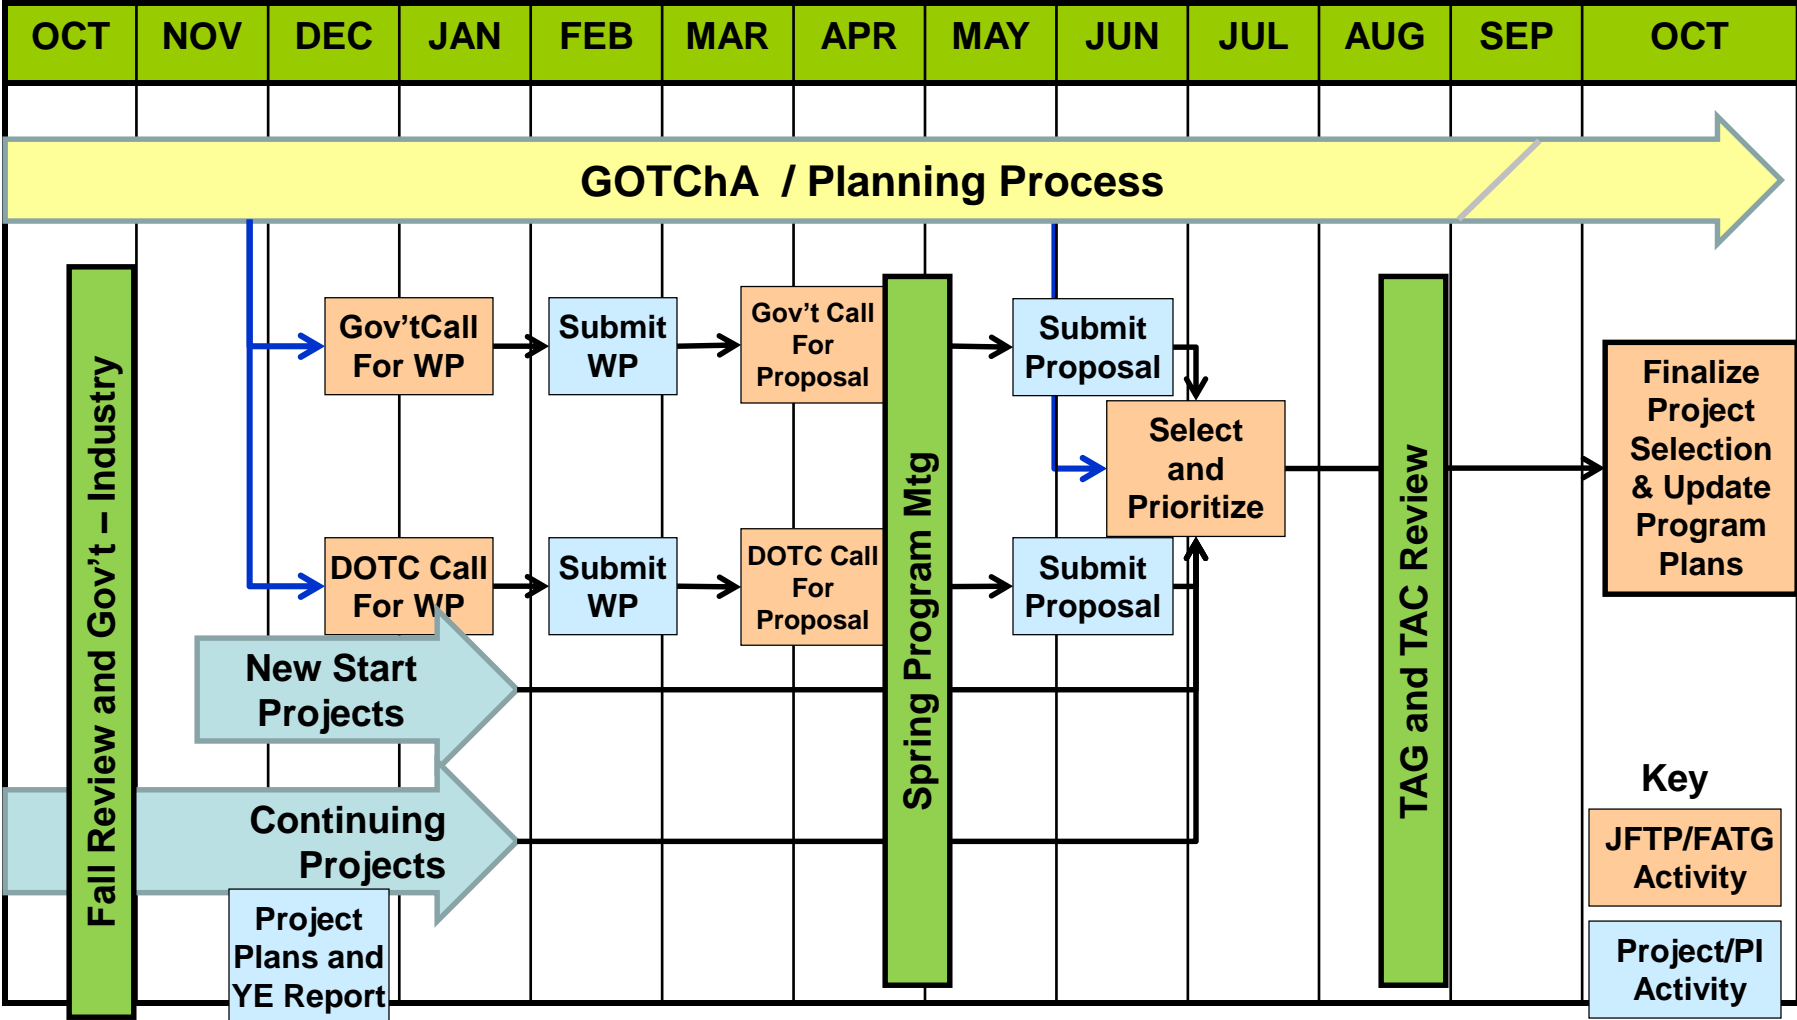 OCT NOV DEC JAN FEB MAR APR MAY JUN JUL AUG SEP OCT
GOTChA / Planning Process
Fall Review and Gov't – Industry
Gov'tCall
For WP
Submit
WP
Gov't Call
For
Proposal
Spring Program Mtg
Submit
Proposal
Select
and
Prioritize
TAG and TAC Review
Finalize
Project
Selection
& Update
Program
Plans
DOTC Call
For WP
Submit
WP
DOTC Call
For
Proposal
Submit
Proposal
New Start
Projects
Continuing
Projects
Project
Plans and
YE Report
Key
JFTP/FATG
Activity
Project/PI
Activity